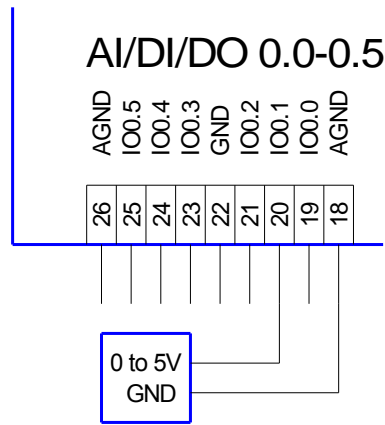 AI/DI/DO 0.0-0.5
AGND
IO0.5
IO0.4
IO0.3
GND
IO0.2
IO0.1
IO0.0
AGND
26
25
24
23
22
21
20
19
18
0 to 5V
GND